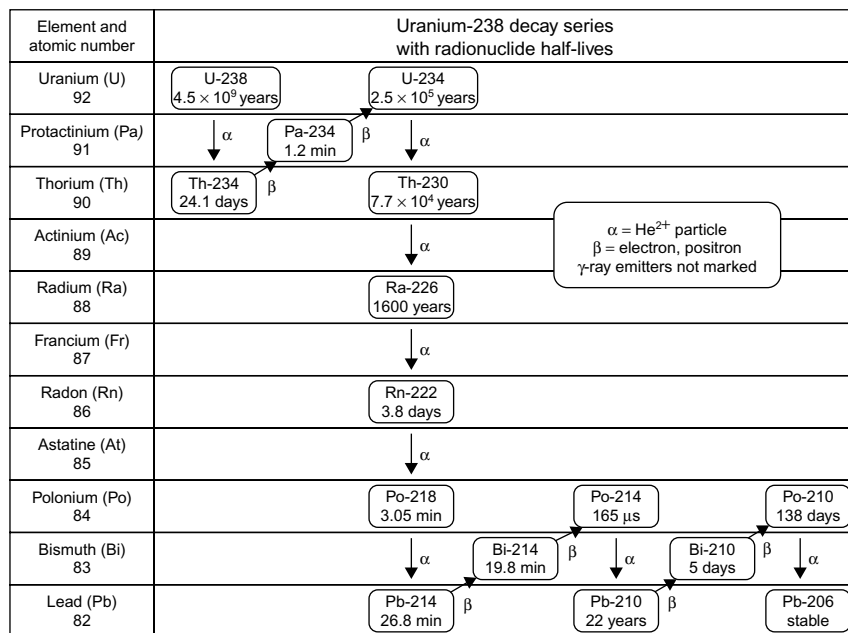 Element and
atomic number
Uranium-238 decay series
with radionuclide half-lives
Uranium (U)
92
U-238
4.5 × 10⁹ years
U-234
2.5 × 10⁵ years
Protactinium (Pa)
91
α
Pa-234
1.2 min
β
α
Thorium (Th)
90
Th-234
24.1 days
β
Th-230
7.7 × 10⁴ years
Actinium (Ac)
89
α
α = He²⁺ particle
β = electron, positron
γ-ray emitters not marked
Radium (Ra)
88
Ra-226
1600 years
Francium (Fr)
87
α
Radon (Rn)
86
Rn-222
3.8 days
Astatine (At)
85
α
Polonium (Po)
84
Po-218
3.05 min
Po-214
165 μs
Po-210
138 days
Bismuth (Bi)
83
α
Bi-214
19.8 min
β
α
Bi-210
5 days
β
α
Lead (Pb)
82
Pb-214
26.8 min
β
Pb-210
22 years
β
Pb-206
stable